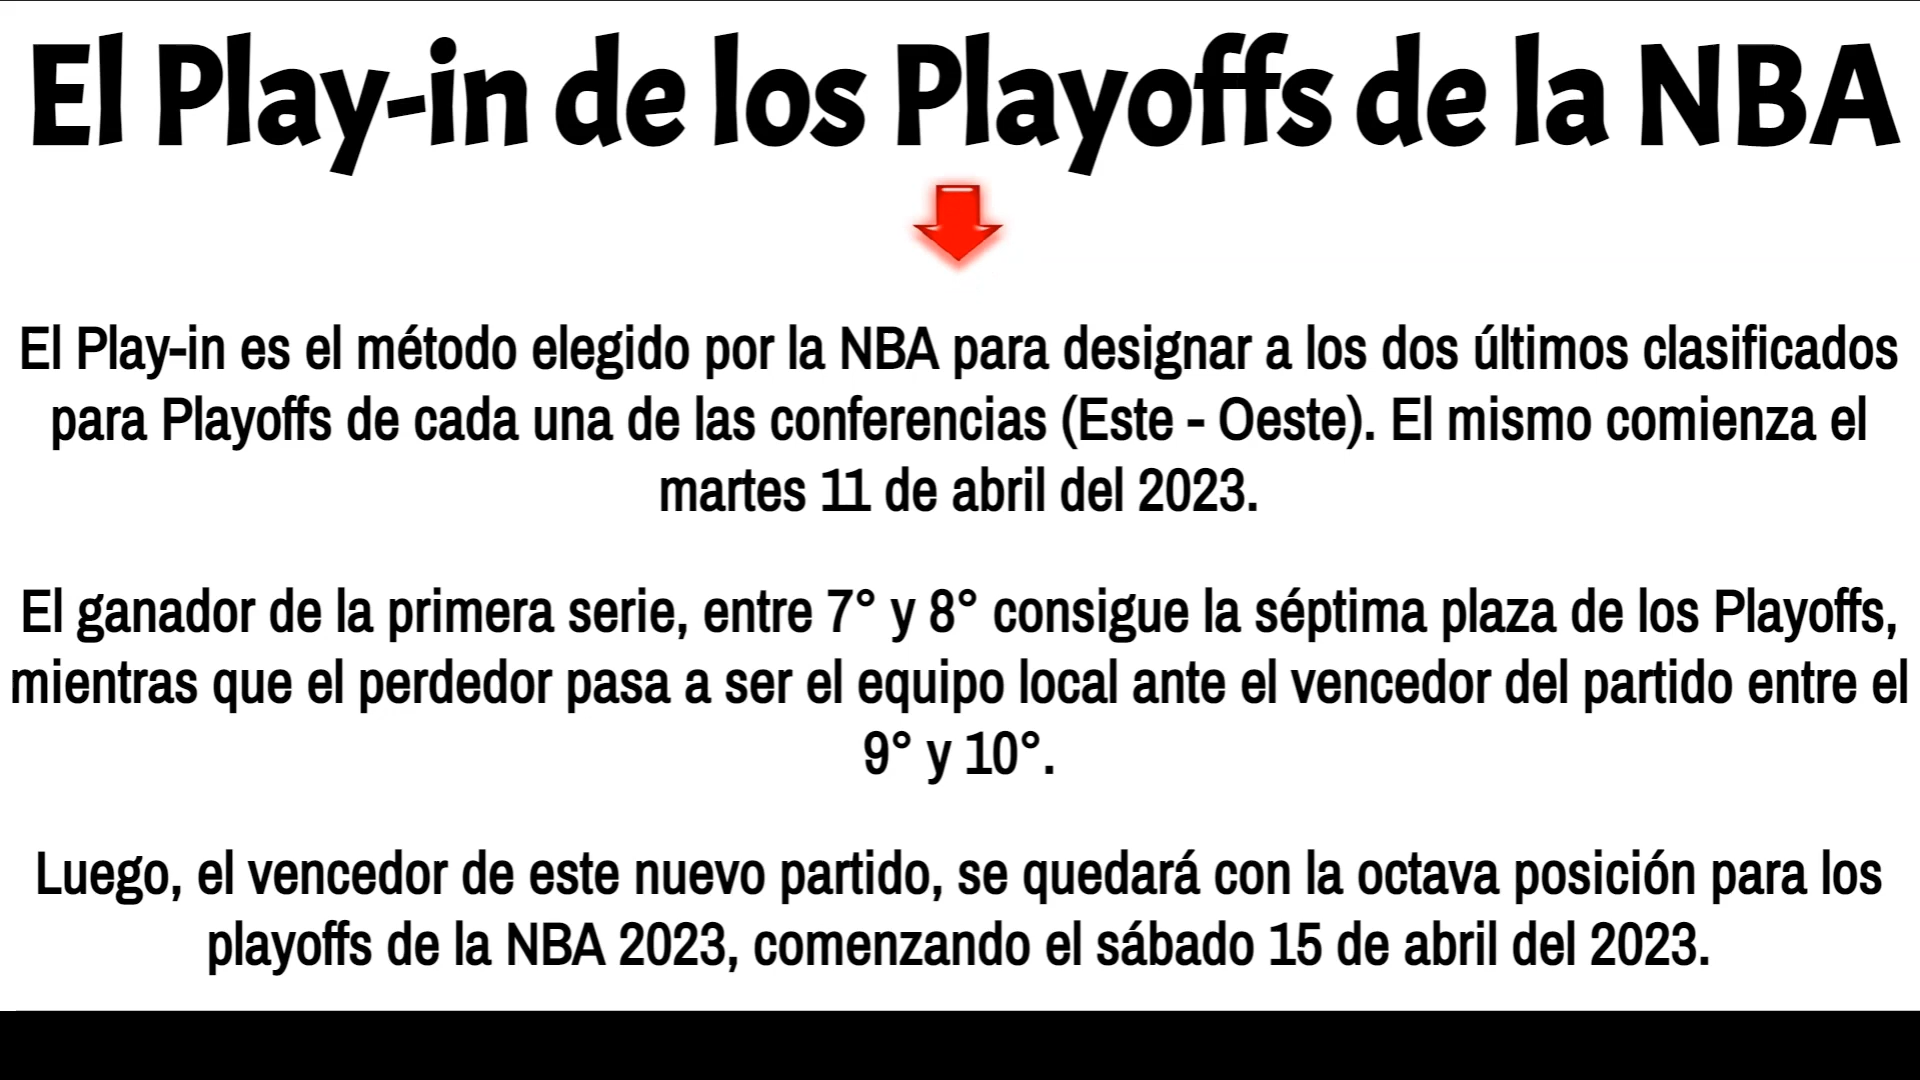 El Play-in de los Playoffs de la NBA
El Play-in es el método elegido por la NBA para designar a los dos últimos clasificados
para Playoffs de cada una de las conferencias (Este - Oeste). El mismo comienza el
martes 11 de abril del 2023.
El ganador de la primera serie, entre 7° y 8° consigue la séptima plaza de los Playoffs,
mientras que el perdedor pasa a ser el equipo local ante el vencedor del partido entre el
9° y 10°.
Luego, el vencedor de este nuevo partido, se quedará con la octava posición para los
playoffs de la NBA 2023, comenzando el sábado 15 de abril del 2023.